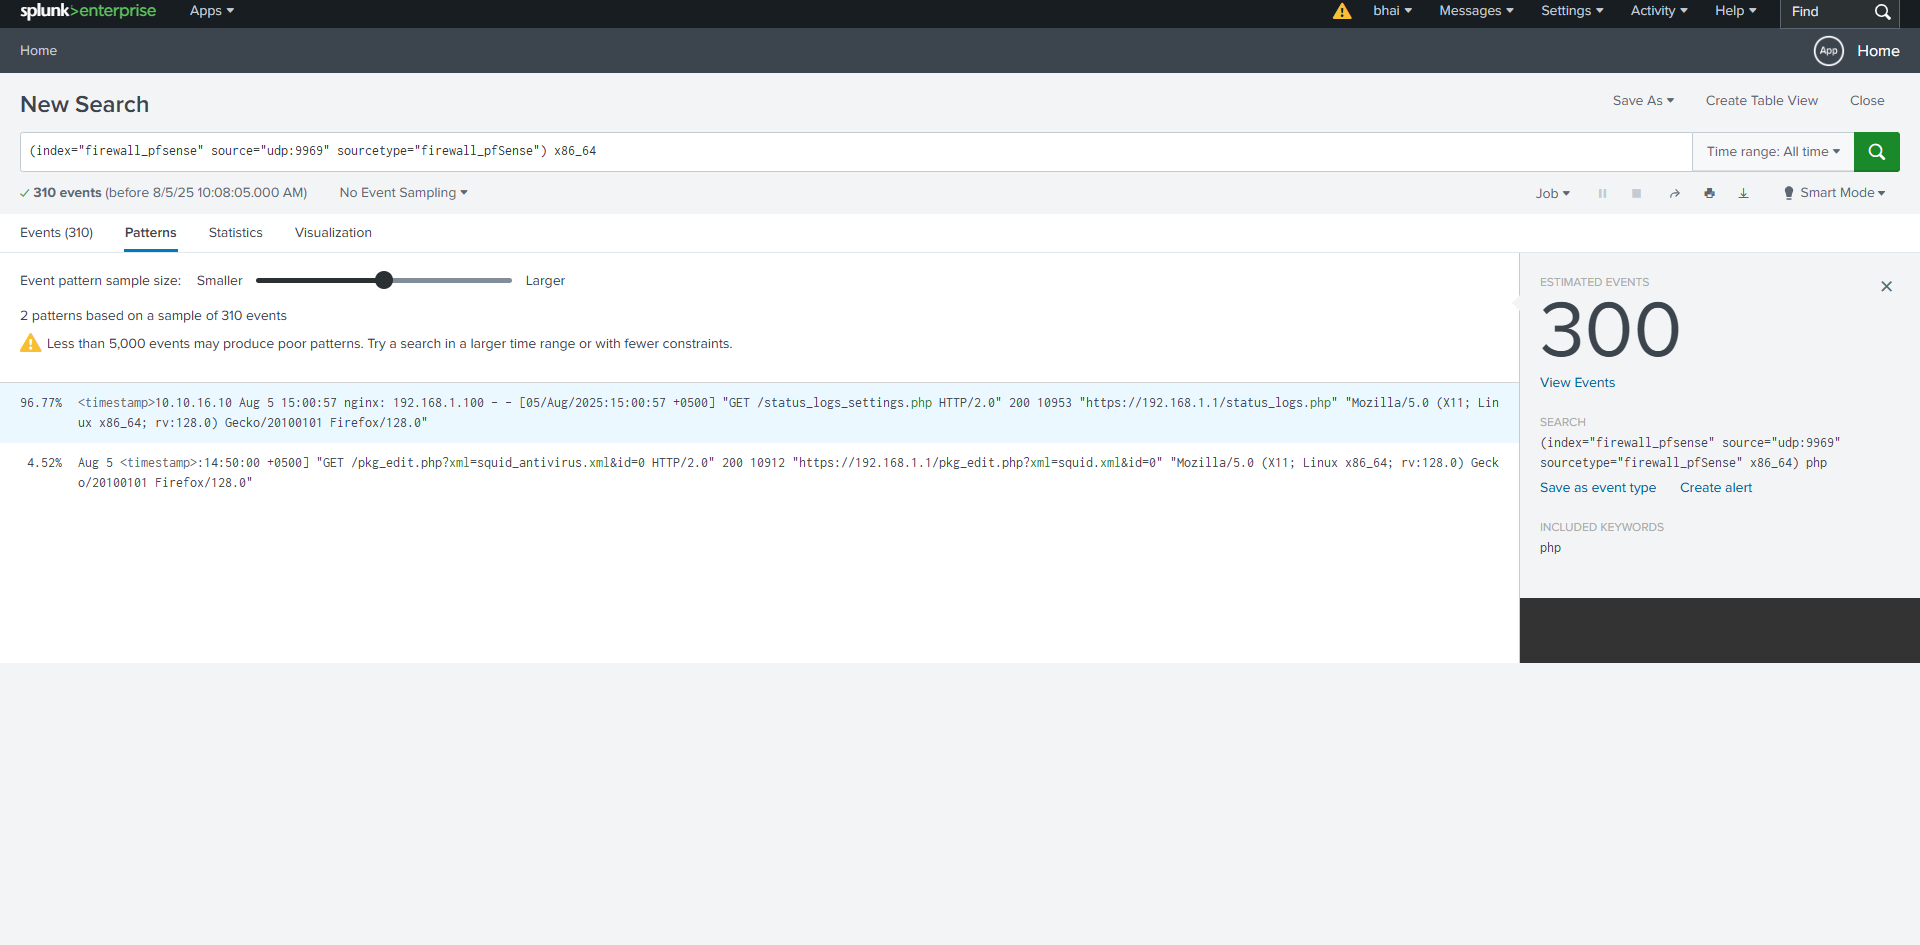 splunk>enterprise Apps bhai Messages Settings Activity Help Find
Home App Home
New Search Save As Create Table View Close
(index="firewall_pfsense" source="udp:9969" sourcetype="firewall_pfSense") x86_64 Time range: All time
310 events (before 8/5/25 10:08:05.000 AM) No Event Sampling Job Smart Mode
Events (310) Patterns Statistics Visualization
Event pattern sample size: Smaller Larger
2 patterns based on a sample of 310 events
Less than 5,000 events may produce poor patterns. Try a search in a larger time range or with fewer constraints.
96.77% <timestamp>10.10.16.10 Aug 5 15:00:57 nginx: 192.168.1.100 - - [05/Aug/2025:15:00:57 +0500] "GET /status_logs_settings.php HTTP/2.0" 200 10953 "https://192.168.1.1/status_logs.php" "Mozilla/5.0 (X11; Lin
ux x86_64; rv:128.0) Gecko/20100101 Firefox/128.0"
4.52% Aug 5 <timestamp>:14:50:00 +0500] "GET /pkg_edit.php?xml=squid_antivirus.xml&id=0 HTTP/2.0" 200 10912 "https://192.168.1.1/pkg_edit.php?xml=squid.xml&id=0" "Mozilla/5.0 (X11; Linux x86_64; rv:128.0) Geck
o/20100101 Firefox/128.0"
ESTIMATED EVENTS
300
View Events
SEARCH
(index="firewall_pfsense" source="udp:9969"
sourcetype="firewall_pfSense" x86_64) php
Save as event type Create alert
INCLUDED KEYWORDS
php